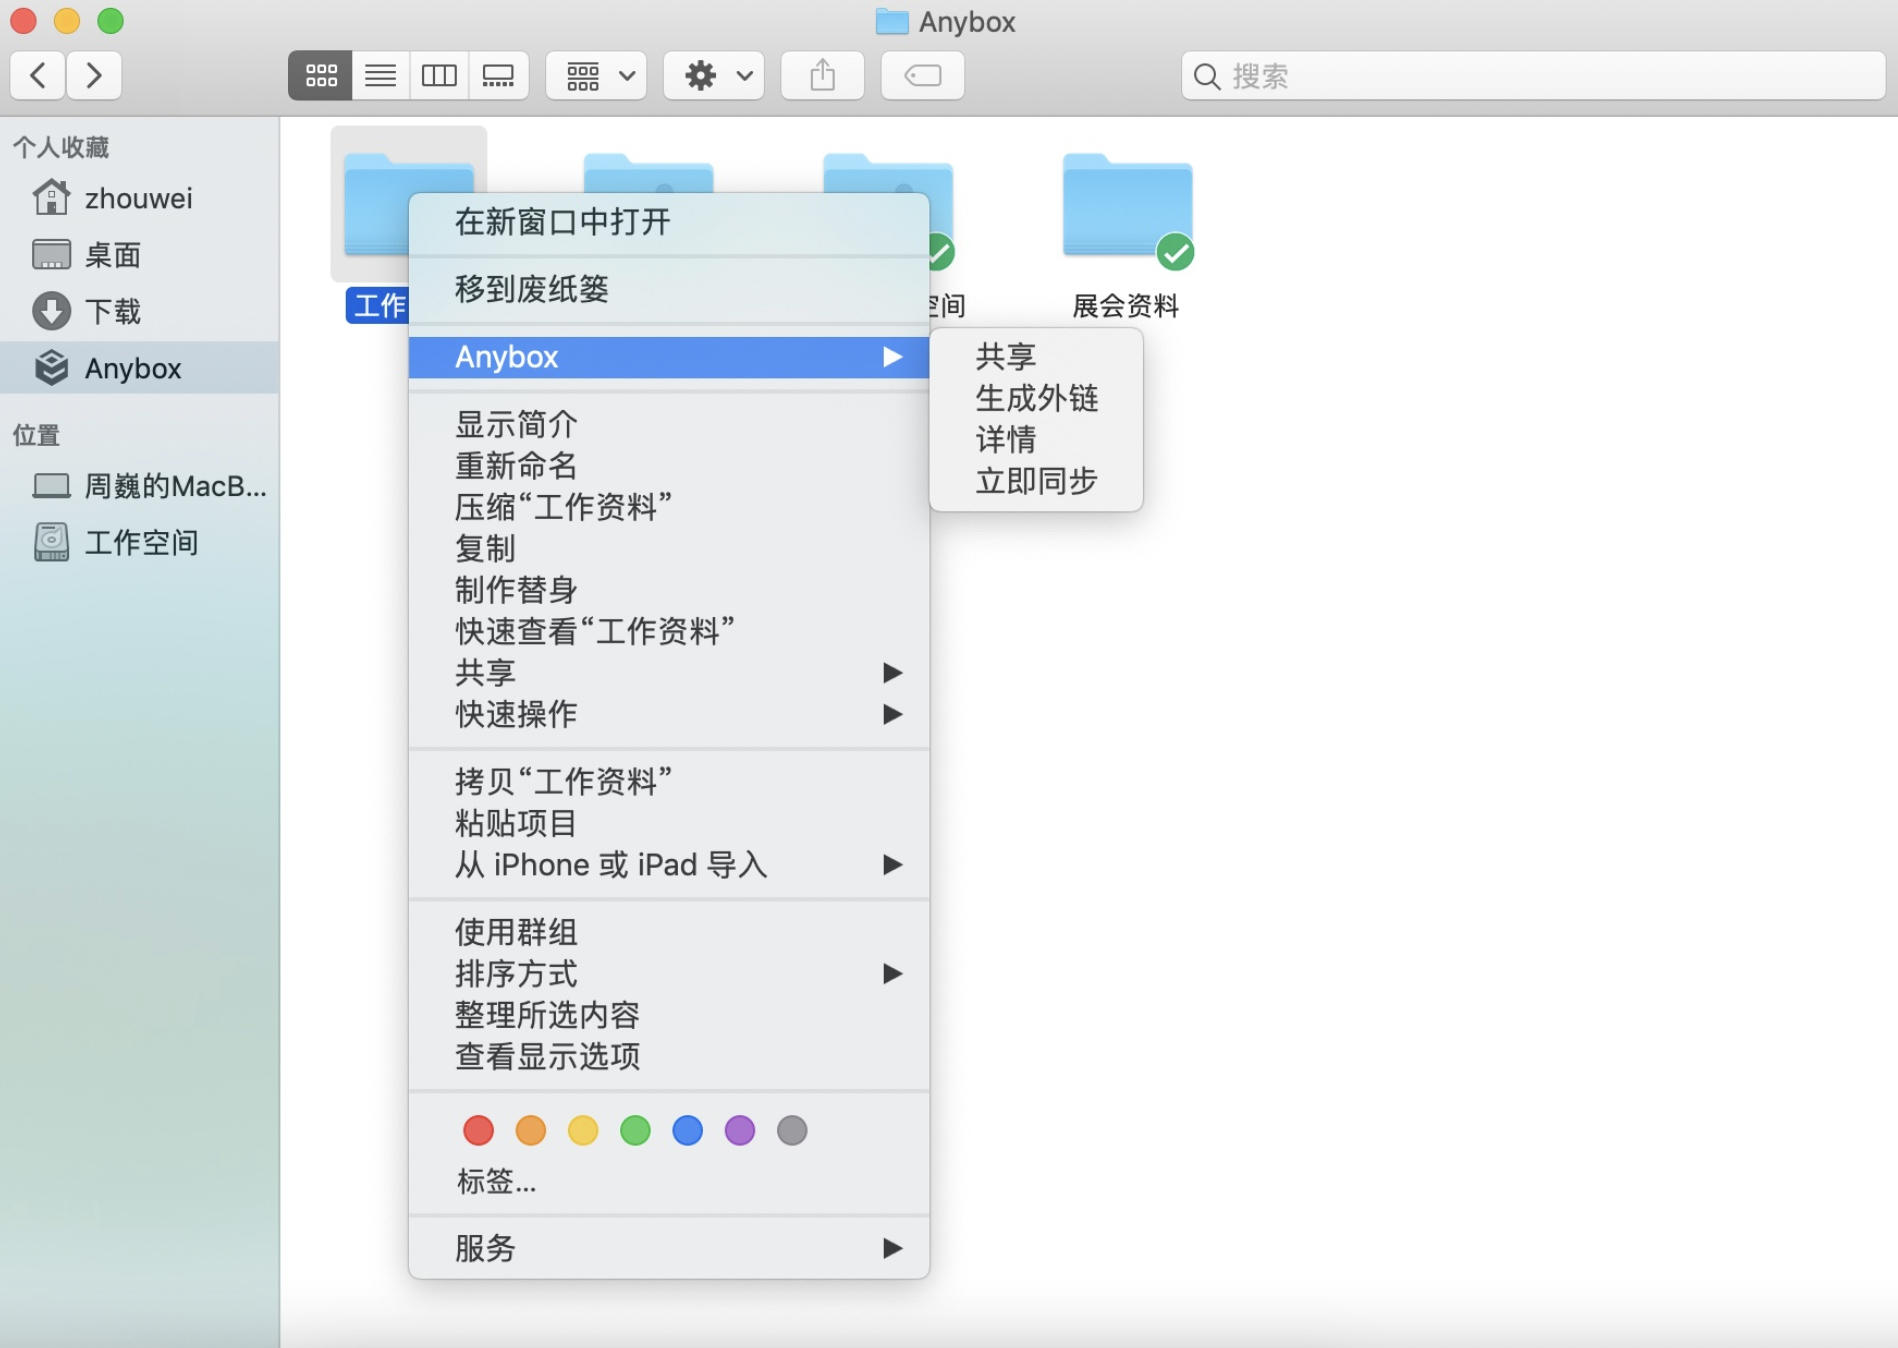 Anybox
搜索
个人收藏
zhouwei
桌面
下载
Anybox
位置
周巍的MacB...
工作空间
工作
空间
展会资料
在新窗口中打开
移到废纸篓
Anybox
显示简介
重新命名
压缩“工作资料”
复制
制作替身
快速查看“工作资料”
共享
快速操作
拷贝“工作资料”
粘贴项目
从 iPhone 或 iPad 导入
使用群组
排序方式
整理所选内容
查看显示选项
标签...
服务
共享
生成外链
详情
立即同步